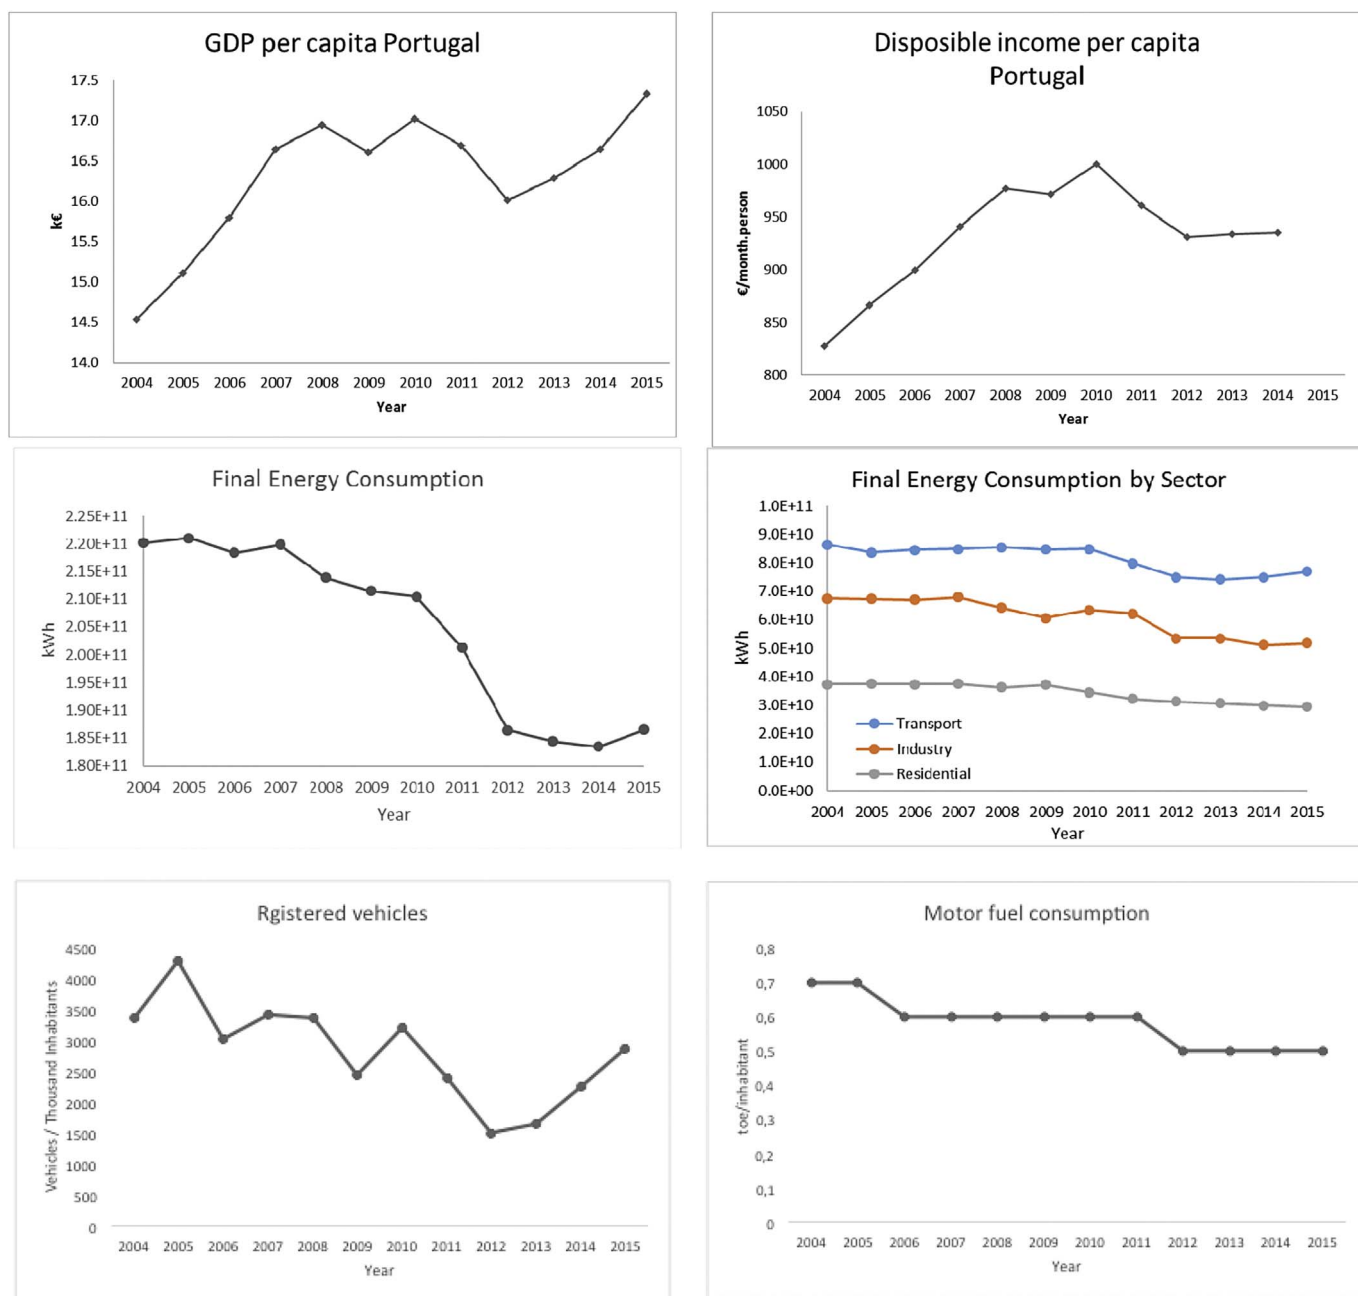 GDP per capita Portugal
17.5
17.0
16.5
16.0
15.5
15.0
14.5
14.0
k€
2004 2005 2006 2007 2008 2009 2010 2011 2012 2013 2014 2015
Year
Disposible income per capita
Portugal
1050
1000
950
900
850
800
€/month.person
2004 2005 2006 2007 2008 2009 2010 2011 2012 2013 2014 2015
Year
Final Energy Consumption
2.25E+11
2.20E+11
2.15E+11
2.10E+11
2.05E+11
2.00E+11
1.95E+11
1.90E+11
1.85E+11
1.80E+11
kWh
2004 2005 2006 2007 2008 2009 2010 2011 2012 2013 2014 2015
Year
Final Energy Consumption by Sector
1.0E+11
9.0E+10
8.0E+10
7.0E+10
6.0E+10
5.0E+10
4.0E+10
3.0E+10
2.0E+10
1.0E+10
0.0E+00
kWh
Transport
Industry
Residential
2004 2005 2006 2007 2008 2009 2010 2011 2012 2013 2014 2015
Year
Rgistered vehicles
4500
4000
3500
3000
2500
2000
1500
1000
500
0
Vehicles / Thousand Inhabitants
2004 2005 2006 2007 2008 2009 2010 2011 2012 2013 2014 2015
Year
Motor fuel consumption
0,8
0,7
0,6
0,5
0,4
0,3
0,2
0,1
0
toe/inhabitant
2004 2005 2006 2007 2008 2009 2010 2011 2012 2013 2014 2015
Year